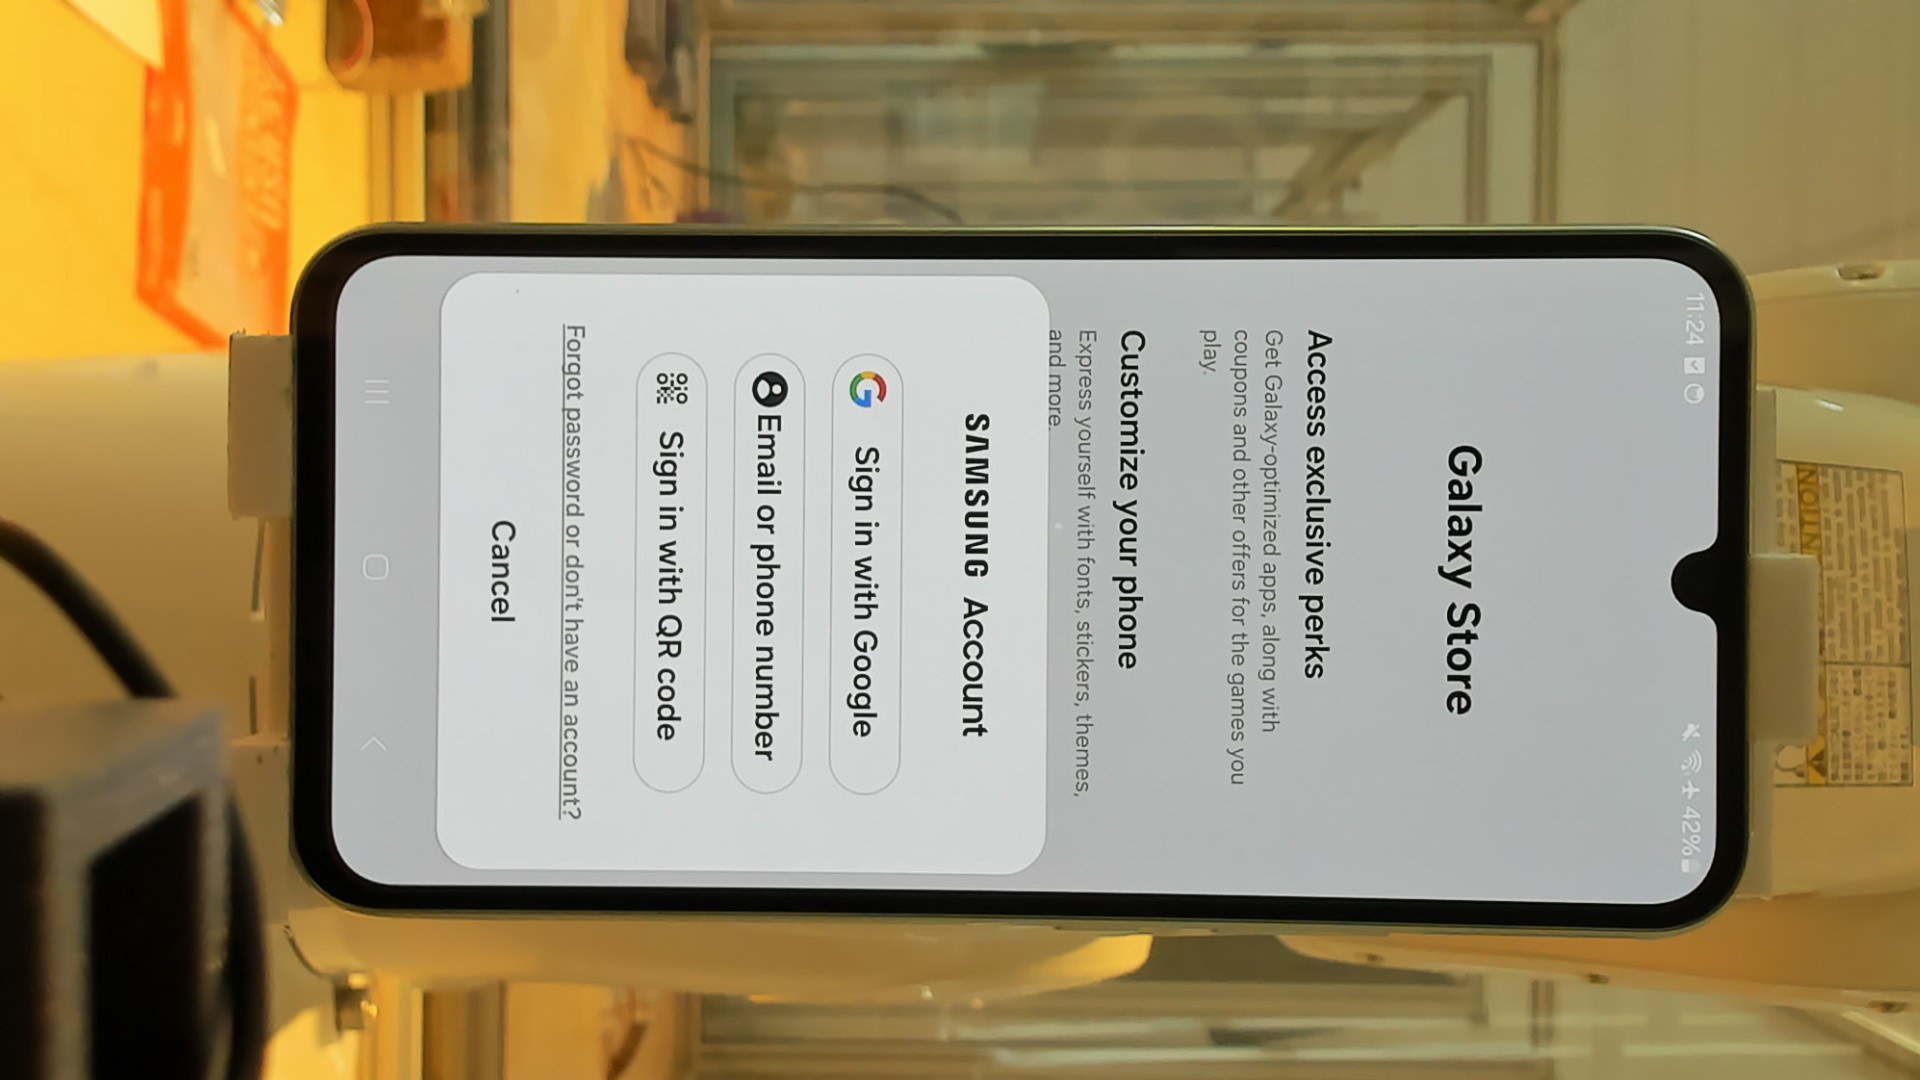 11:24
42%
Galaxy Store
Access exclusive perks
Get Galaxy-optimized apps, along with
coupons and other offers for the games you
play.
Customize your phone
Express yourself with fonts, stickers, themes,
and more.
SAMSUNG Account
Sign in with Google
Email or phone number
Sign in with QR code
Forgot password or don't have an account?
Cancel
NOTICE